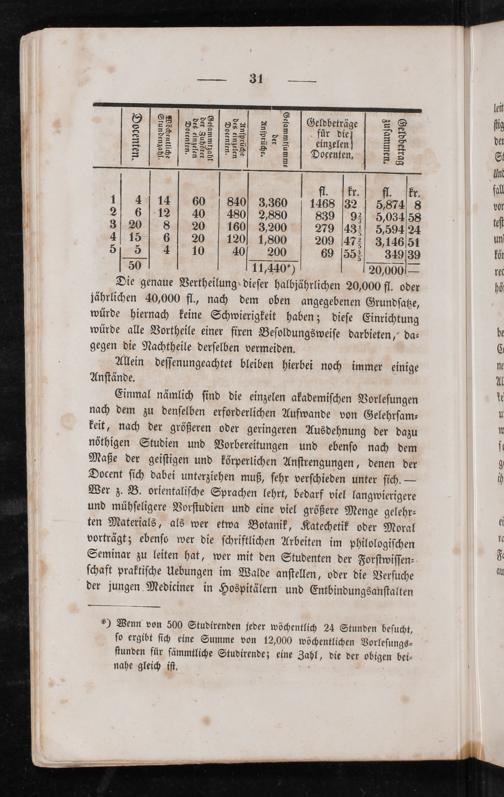 31
Docenten.
Wöchentliche Stundenzahl.
Gesammtzahl der Zuhörer des einzelen Docenten.
Ansprüche des einzelen Docenten.
Gesammtsumme der Ansprüche.
Geldbeträge für die einzelen Docenten.
Geldbetrag zusammen.
fl. kr. fl. kr.
1 4 14 60 840 3,360 1468 32 5,874 8
2 6 12 40 480 2,880 839 9⅔ 5,034 58
3 20 8 20 160 3,200 279 43⅕ 5,594 24
4 15 6 20 120 1,800 209 47⅖ 3,146 51
5 5 4 10 40 200 69 55⅘ 349 39
50 11,440*) 20,000 —
Die genaue Vertheilung dieser halbjährlichen 20,000 fl. oder
jährlichen 40,000 fl., nach dem oben angegebenen Grundsatze,
würde hiernach keine Schwierigkeit haben; diese Einrichtung
würde alle Vortheile einer fixen Besoldungsweise darbieten, da-
gegen die Nachtheile derselben vermeiden.
Allein dessenungeachtet bleiben hierbei noch immer einige
Anstände.
Einmal nämlich sind die einzelen akademischen Vorlesungen
nach dem zu denselben erforderlichen Aufwande von Gelehrsam-
keit, nach der größeren oder geringeren Ausdehnung der dazu
nöthigen Studien und Vorbereitungen und ebenso nach dem
Maße der geistigen und körperlichen Anstrengungen, denen der
Docent sich dabei unterziehen muß, sehr verschieden unter sich. —
Wer z. B. orientalische Sprachen lehrt, bedarf viel langwierigere
und mühseligere Vorstudien und eine viel größere Menge gelehr-
ten Materials, als wer etwa Botanik, Katechetik oder Moral
vorträgt; ebenso wer die schriftlichen Arbeiten im philologischen
Seminar zu leiten hat, wer mit den Studenten der Forstwissen-
schaft praktische Uebungen im Walde anstellen, oder die Versuche
der jungen Mediciner in Hospitälern und Entbindungsanstalten
*) Wenn von 500 Studirenden jeder wöchentlich 24 Stunden besucht,
so ergibt sich eine Summe von 12,000 wöchentlichen Vorlesungs-
stunden für sämmtliche Studirende; eine Zahl, die der obigen bei-
nahe gleich ist.